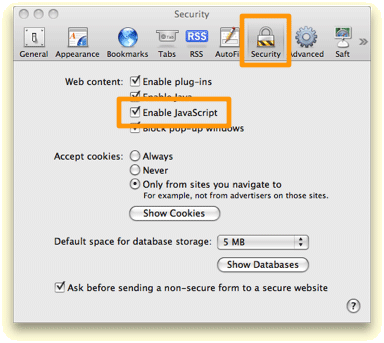 Security
General Appearance Bookmarks Tabs RSS AutoFi Security Advanced Saft
RSS
Web content: Enable plug-ins
Enable Java
Enable JavaScript
Block pop-up windows
Accept cookies: Always
Never
Only from sites you navigate to
For example, not from advertisers on those sites.
Show Cookies
Default space for database storage: 5 MB
Show Databases
Ask before sending a non-secure form to a secure website
?